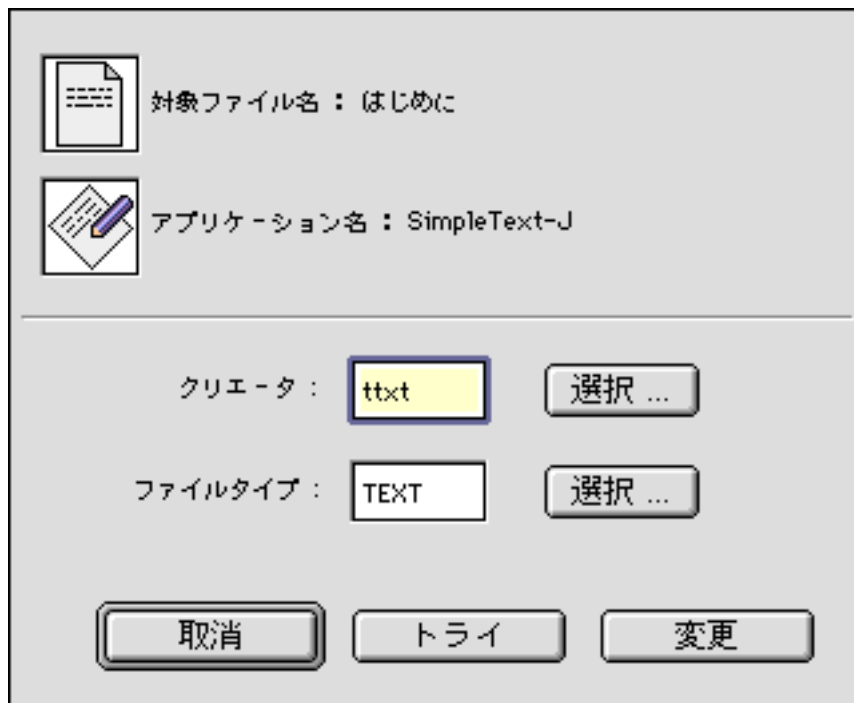 対象ファイル名：はじめに
アプリケーション名：SimpleText-J
クリエータ： ttxt 選択 ...
ファイルタイプ： TEXT 選択 ...
取消 トライ 変更